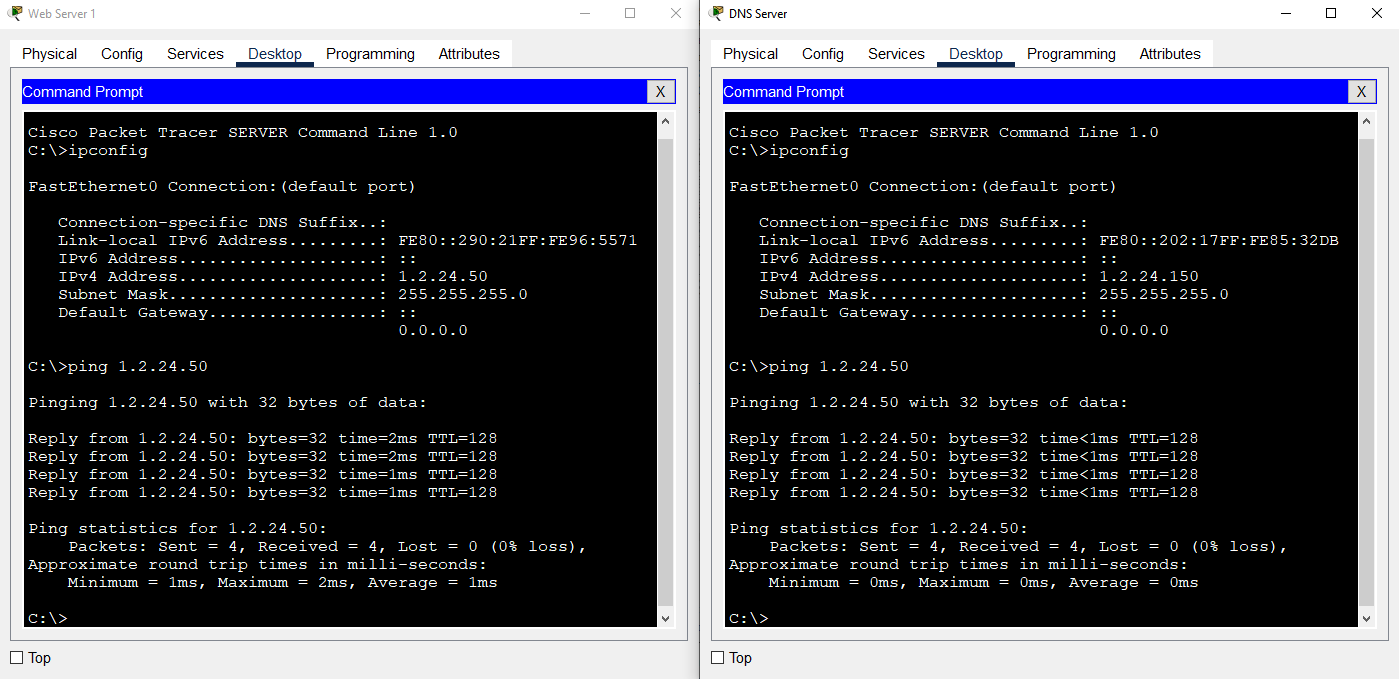 Web Server 1
Physical Config Services Desktop Programming Attributes
Command Prompt X
Cisco Packet Tracer SERVER Command Line 1.0
C:\>ipconfig
FastEthernet0 Connection:(default port)
Connection-specific DNS Suffix..:
Link-local IPv6 Address.........: FE80::290:21FF:FE96:5571
IPv6 Address....................: ::
IPv4 Address....................: 1.2.24.50
Subnet Mask.....................: 255.255.255.0
Default Gateway.................: ::
0.0.0.0
C:\>ping 1.2.24.50
Pinging 1.2.24.50 with 32 bytes of data:
Reply from 1.2.24.50: bytes=32 time=2ms TTL=128
Reply from 1.2.24.50: bytes=32 time=2ms TTL=128
Reply from 1.2.24.50: bytes=32 time=1ms TTL=128
Reply from 1.2.24.50: bytes=32 time=1ms TTL=128
Ping statistics for 1.2.24.50:
Packets: Sent = 4, Received = 4, Lost = 0 (0% loss),
Approximate round trip times in milli-seconds:
Minimum = 1ms, Maximum = 2ms, Average = 1ms
C:\>
Top
DNS Server
Physical Config Services Desktop Programming Attributes
Command Prompt X
Cisco Packet Tracer SERVER Command Line 1.0
C:\>ipconfig
FastEthernet0 Connection:(default port)
Connection-specific DNS Suffix..:
Link-local IPv6 Address.........: FE80::202:17FF:FE85:32DB
IPv6 Address....................: ::
IPv4 Address....................: 1.2.24.150
Subnet Mask.....................: 255.255.255.0
Default Gateway.................: ::
0.0.0.0
C:\>ping 1.2.24.50
Pinging 1.2.24.50 with 32 bytes of data:
Reply from 1.2.24.50: bytes=32 time<1ms TTL=128
Reply from 1.2.24.50: bytes=32 time<1ms TTL=128
Reply from 1.2.24.50: bytes=32 time<1ms TTL=128
Reply from 1.2.24.50: bytes=32 time<1ms TTL=128
Ping statistics for 1.2.24.50:
Packets: Sent = 4, Received = 4, Lost = 0 (0% loss),
Approximate round trip times in milli-seconds:
Minimum = 0ms, Maximum = 0ms, Average = 0ms
C:\>
Top